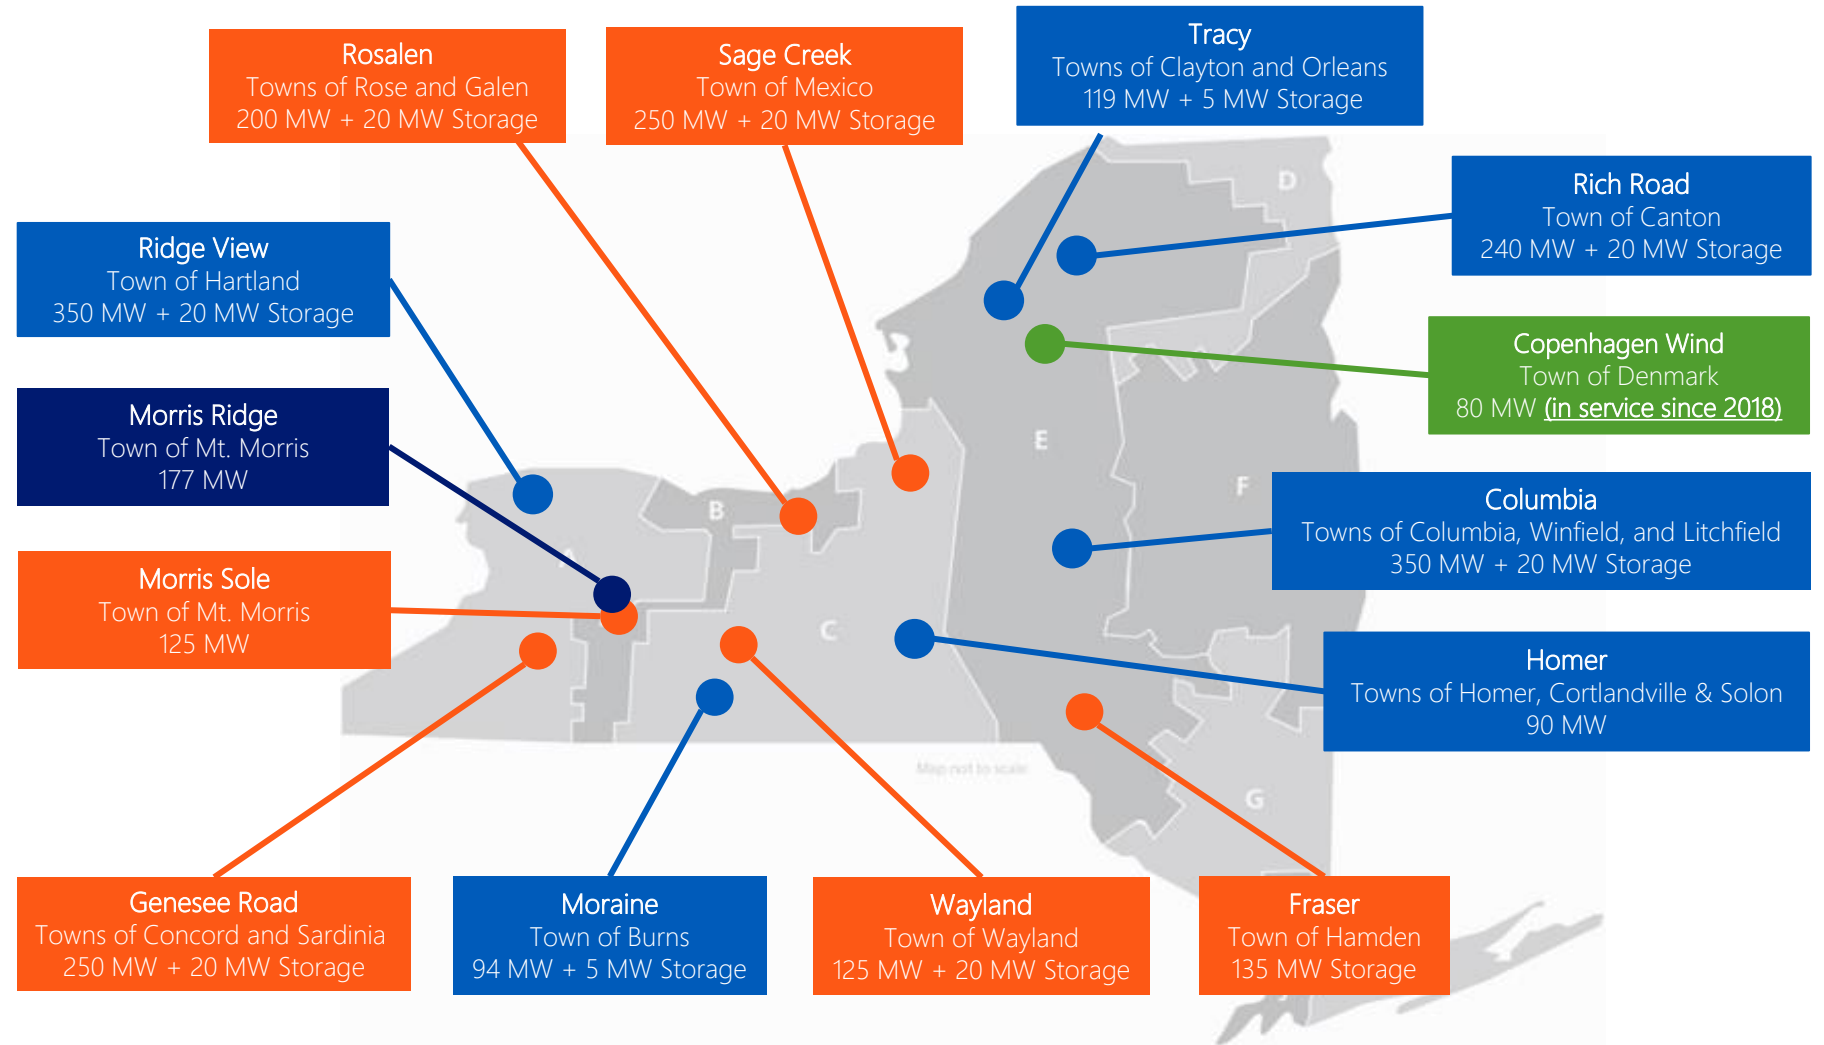 Rosalen
Towns of Rose and Galen
200 MW + 20 MW Storage
Sage Creek
Town of Mexico
250 MW + 20 MW Storage
Tracy
Towns of Clayton and Orleans
119 MW + 5 MW Storage
Rich Road
Town of Canton
240 MW + 20 MW Storage
Ridge View
Town of Hartland
350 MW + 20 MW Storage
Copenhagen Wind
Town of Denmark
80 MW (in service since 2018)
Morris Ridge
Town of Mt. Morris
177 MW
Columbia
Towns of Columbia, Winfield, and Litchfield
350 MW + 20 MW Storage
Morris Sole
Town of Mt. Morris
125 MW
Homer
Towns of Homer, Cortlandville & Solon
90 MW
D
E
F
B
A
C
G
Map not to scale
Genesee Road
Towns of Concord and Sardinia
250 MW + 20 MW Storage
Moraine
Town of Burns
94 MW + 5 MW Storage
Wayland
Town of Wayland
125 MW + 20 MW Storage
Fraser
Town of Hamden
135 MW Storage